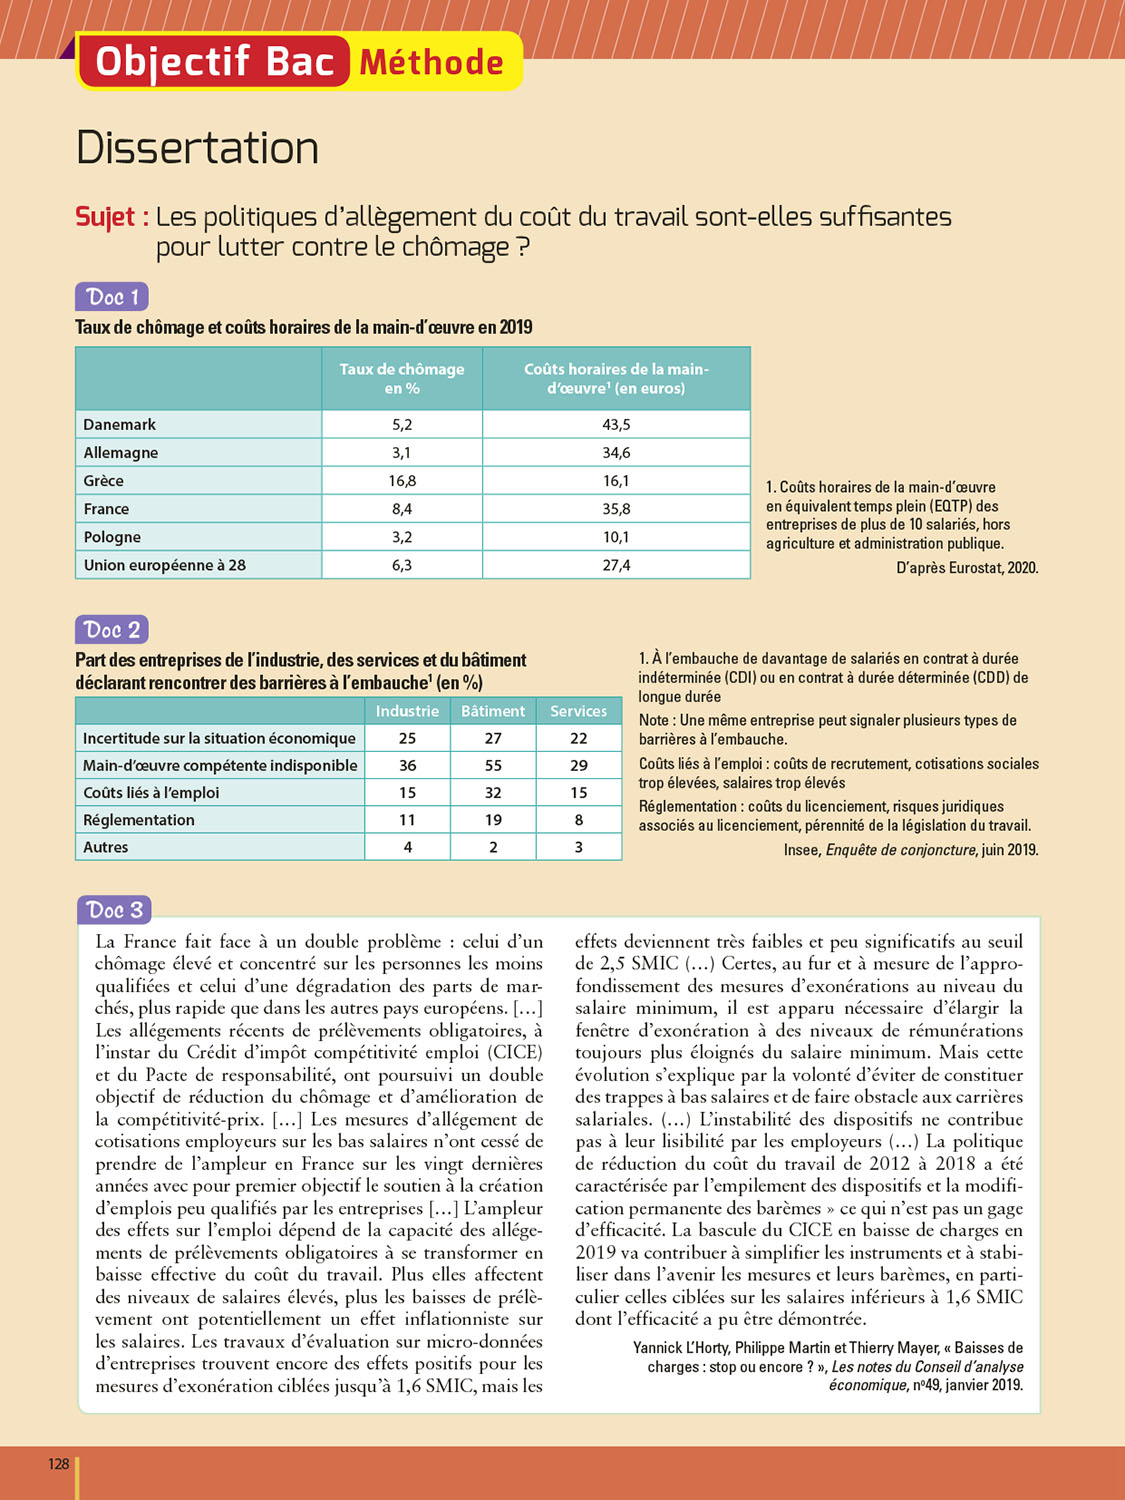 Objectif Bac Méthode
Dissertation
Sujet : Les politiques d'allègement du coût du travail sont-elles suffisantes
pour lutter contre le chômage ?
Doc 1
Taux de chômage et coûts horaires de la main-d'œuvre en 2019
Taux de chômage
en %
Coûts horaires de la main-
d'œuvre¹ (en euros)
Danemark 5,2 43,5
Allemagne 3,1 34,6
Grèce 16,8 16,1
France 8,4 35,8
Pologne 3,2 10,1
Union européenne à 28 6,3 27,4
1. Coûts horaires de la main-d'œuvre
en équivalent temps plein (EQTP) des
entreprises de plus de 10 salariés, hors
agriculture et administration publique.
D'après Eurostat, 2020.
Doc 2
Part des entreprises de l'industrie, des services et du bâtiment
déclarant rencontrer des barrières à l'embauche¹ (en %)
Industrie Bâtiment Services
Incertitude sur la situation économique 25 27 22
Main-d'œuvre compétente indisponible 36 55 29
Coûts liés à l'emploi 15 32 15
Réglementation 11 19 8
Autres 4 2 3
1. À l'embauche de davantage de salariés en contrat à durée
indéterminée (CDI) ou en contrat à durée déterminée (CDD) de
longue durée
Note : Une même entreprise peut signaler plusieurs types de
barrières à l'embauche.
Coûts liés à l'emploi : coûts de recrutement, cotisations sociales
trop élevées, salaires trop élevés
Réglementation : coûts du licenciement, risques juridiques
associés au licenciement, pérennité de la législation du travail.
Insee, Enquête de conjoncture, juin 2019.
Doc 3
La France fait face à un double problème : celui d'un
chômage élevé et concentré sur les personnes les moins
qualifiées et celui d'une dégradation des parts de mar-
chés, plus rapide que dans les autres pays européens. […]
Les allégements récents de prélèvements obligatoires, à
l'instar du Crédit d'impôt compétitivité emploi (CICE)
et du Pacte de responsabilité, ont poursuivi un double
objectif de réduction du chômage et d'amélioration de
la compétitivité-prix. […] Les mesures d'allégement de
cotisations employeurs sur les bas salaires n'ont cessé de
prendre de l'ampleur en France sur les vingt dernières
années avec pour premier objectif le soutien à la création
d'emplois peu qualifiés par les entreprises […] L'ampleur
des effets sur l'emploi dépend de la capacité des allége-
ments de prélèvements obligatoires à se transformer en
baisse effective du coût du travail. Plus elles affectent
des niveaux de salaires élevés, plus les baisses de prélè-
vement ont potentiellement un effet inflationniste sur
les salaires. Les travaux d'évaluation sur micro-données
d'entreprises trouvent encore des effets positifs pour les
mesures d'exonération ciblées jusqu'à 1,6 SMIC, mais les
effets deviennent très faibles et peu significatifs au seuil
de 2,5 SMIC (…) Certes, au fur et à mesure de l'appro-
fondissement des mesures d'exonérations au niveau du
salaire minimum, il est apparu nécessaire d'élargir la
fenêtre d'exonération à des niveaux de rémunérations
toujours plus éloignés du salaire minimum. Mais cette
évolution s'explique par la volonté d'éviter de constituer
des trappes à bas salaires et de faire obstacle aux carrières
salariales. (…) L'instabilité des dispositifs ne contribue
pas à leur lisibilité par les employeurs (…) La politique
de réduction du coût du travail de 2012 à 2018 a été
caractérisée par l'empilement des dispositifs et la modifi-
cation permanente des barèmes » ce qui n'est pas un gage
d'efficacité. La bascule du CICE en baisse de charges en
2019 va contribuer à simplifier les instruments et à stabi-
liser dans l'avenir les mesures et leurs barèmes, en parti-
culier celles ciblées sur les salaires inférieurs à 1,6 SMIC
dont l'efficacité a pu être démontrée.
Yannick L'Horty, Philippe Martin et Thierry Mayer, « Baisses de
charges : stop ou encore ? », Les notes du Conseil d'analyse
économique, nº49, janvier 2019.
128